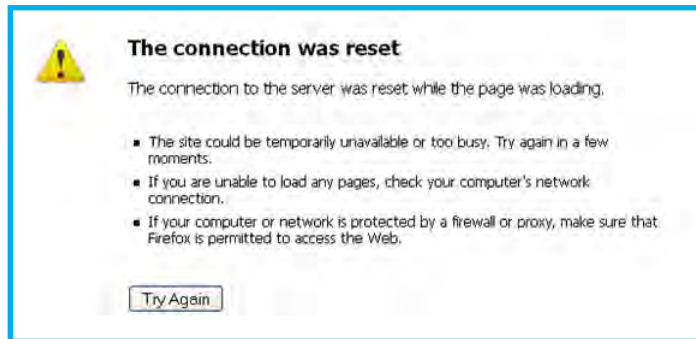 The connection was reset
The connection to the server was reset while the page was loading.
▪ The site could be temporarily unavailable or too busy. Try again in a few
moments.
▪ If you are unable to load any pages, check your computer's network
connection.
▪ If your computer or network is protected by a firewall or proxy, make sure that
Firefox is permitted to access the Web.
Try Again